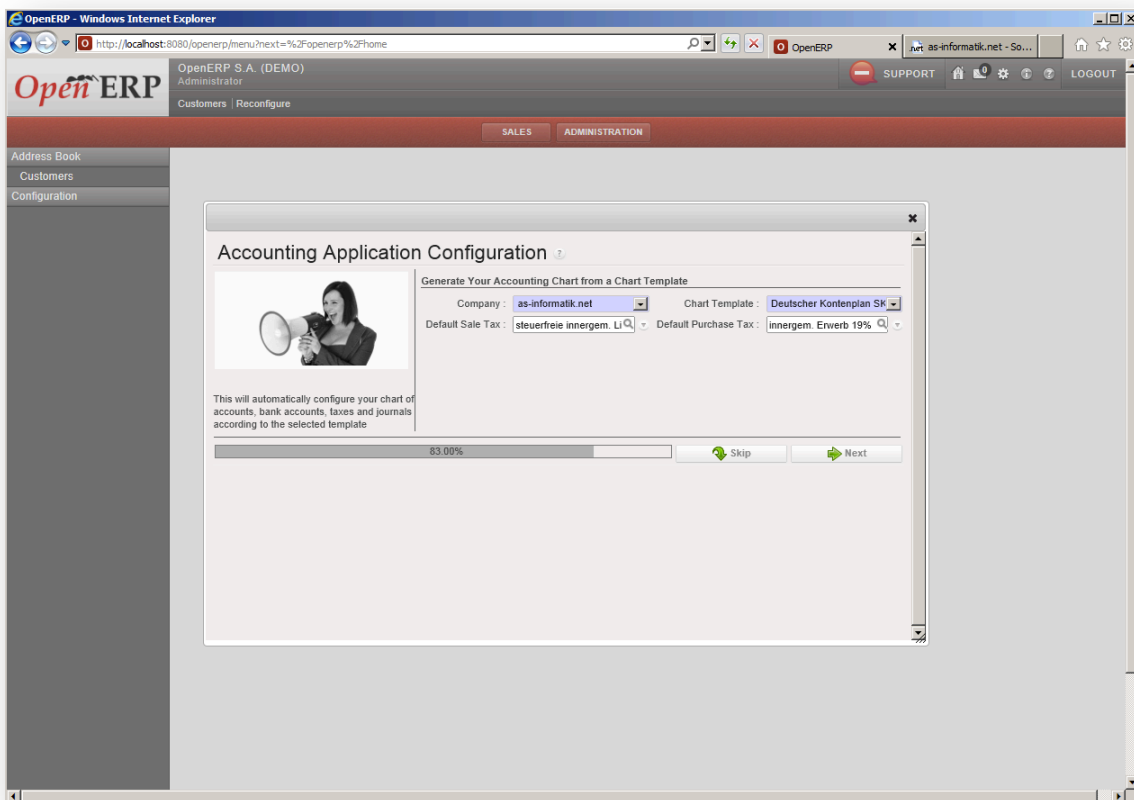 OpenERP - Windows Internet Explorer
http://localhost:8080/openerp/menu?next=%2Fopenerp%2Fhome
OpenERP
as-informatik.net - So...
Open ERP
OpenERP S.A. (DEMO)
Administrator
Customers | Reconfigure
SUPPORT
0
LOGOUT
SALES
ADMINISTRATION
Address Book
Customers
Configuration
Accounting Application Configuration ?
Generate Your Accounting Chart from a Chart Template
Company : as-informatik.net
Chart Template : Deutscher Kontenplan SK
Default Sale Tax : steuerfreie innergem. Li
Default Purchase Tax : innergem. Erwerb 19%
This will automatically configure your chart of
accounts, bank accounts, taxes and journals
according to the selected template
83.00%
Skip
Next